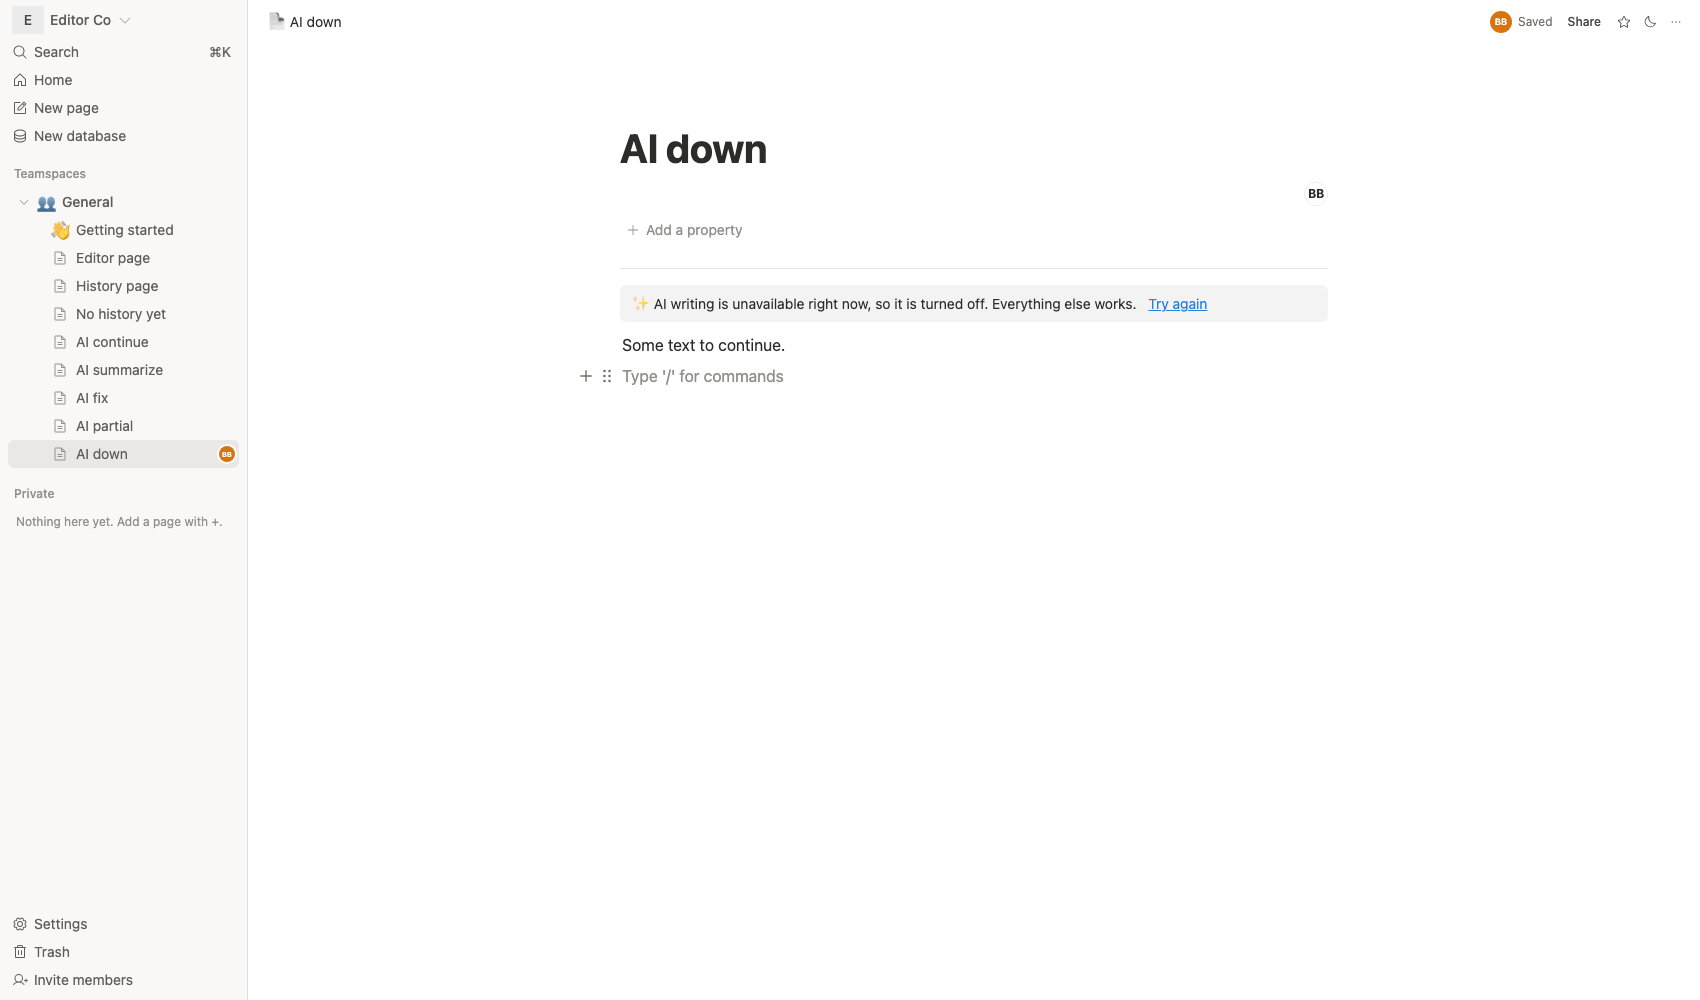 E Editor Co
Search ⌘K
Home
New page
New database
Teamspaces
General
Getting started
Editor page
History page
No history yet
AI continue
AI summarize
AI fix
AI partial
AI down BB
Private
Nothing here yet. Add a page with +.
Settings
Trash
Invite members
AI down
BB Saved Share
AI down
BB
Add a property
AI writing is unavailable right now, so it is turned off. Everything else works. Try again
Some text to continue.
Type '/' for commands